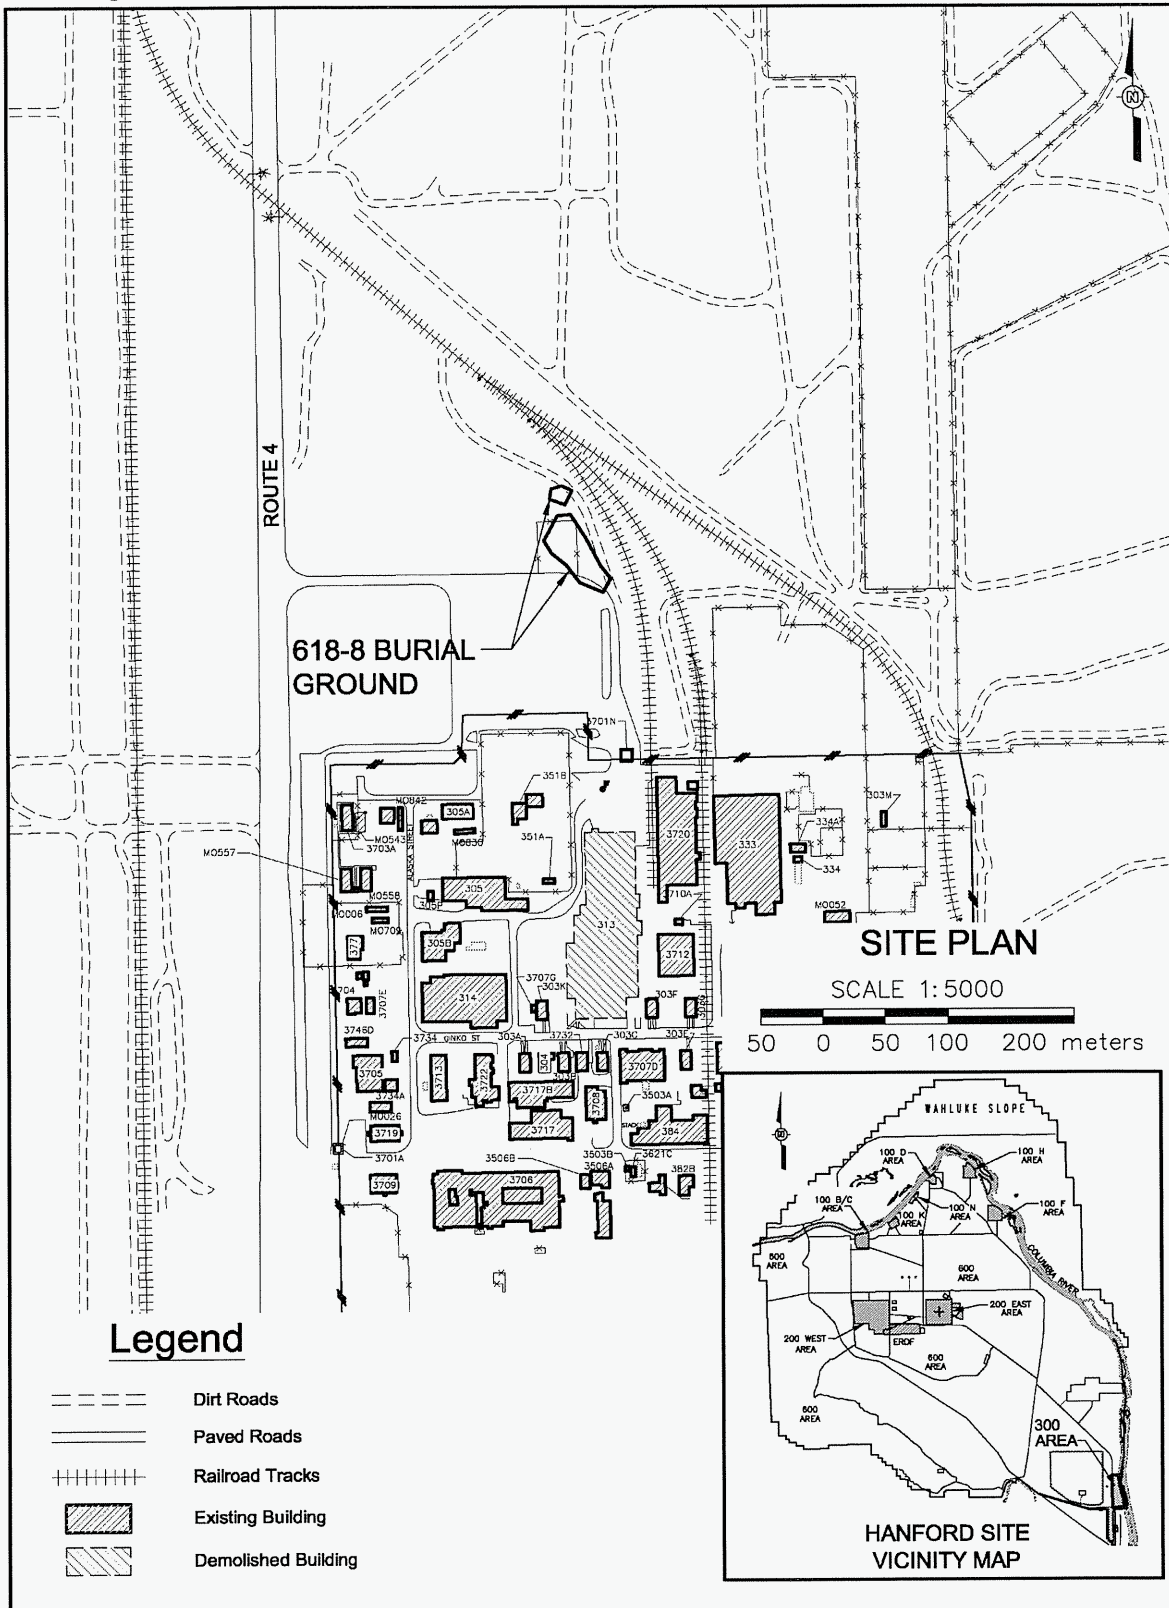 N
ROUTE 4
618-8 BURIAL
GROUND
3701N
351B
MO842
305A
303M
MO543
3703A
MO836
3720
333
334A
334
351A
ALASKA STREET
MO557
305
MO558
3710A
MO052
MO006
MO709
313
SITE PLAN
377
305B
3712
SCALE 1:5000
3707G
303K
303F
314
3707E
50 0 50 100 200 meters
3746D
3734
GINKO ST
303A
3732
303C
303E
304
3705
3713
3722
303B
3707D
3734A
3717B
3708
3503A
MO026
3719
3717
STACK
384
3701A
3506B
3503B
3506A
3621C
382B
3709
3706
Legend
Dirt Roads
Paved Roads
Railroad Tracks
Existing Building
Demolished Building
WAHLUKE SLOPE
N
100 D
AREA
100 H
AREA
100 B/C
AREA
100 K
AREA
100 N
AREA
100 F
AREA
COLUMBIA RIVER
600
AREA
600
AREA
200 EAST
AREA
200 WEST
AREA
ERDF
600
AREA
600
AREA
300
AREA
HANFORD SITE
VICINITY MAP